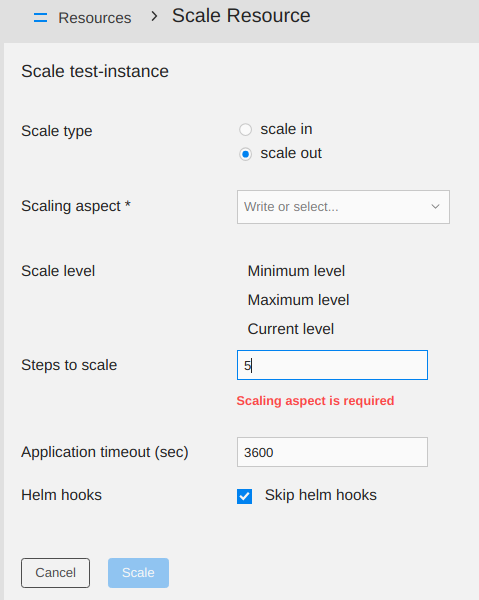 Resources > Scale Resource
Scale test-instance
Scale type
scale in
scale out
Scaling aspect *
Write or select...
Scale level
Minimum level
Maximum level
Current level
Steps to scale
5
Scaling aspect is required
Application timeout (sec)
3600
Helm hooks
Skip helm hooks
Cancel
Scale